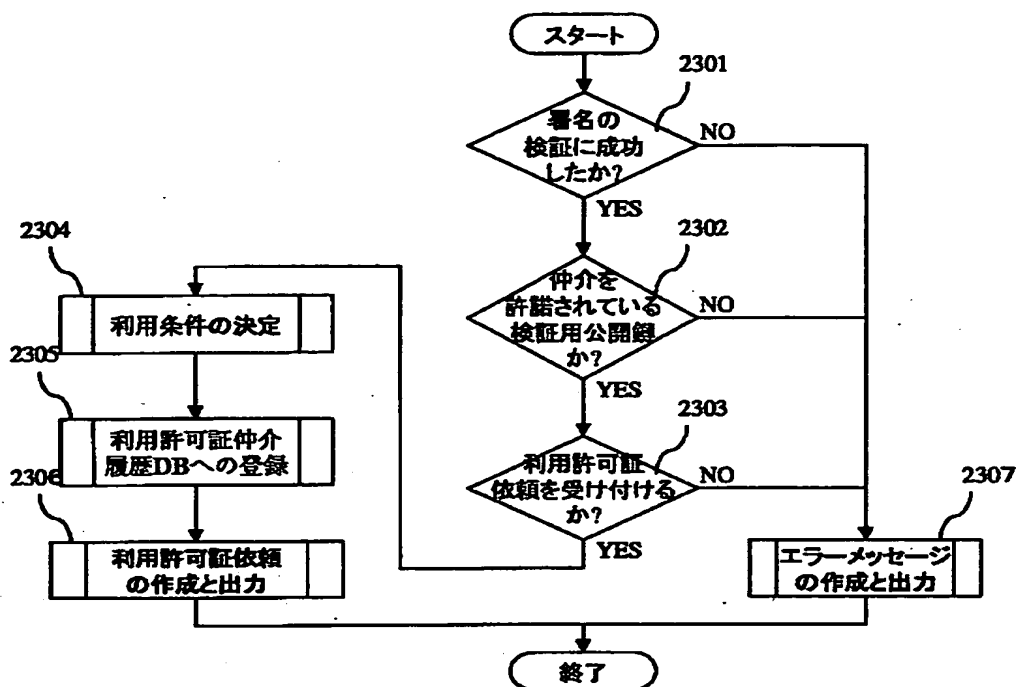 スタート
2301
署名の
検証に成功
したか?
NO
YES
2302
仲介を
許諾されている
検証用公開鍵
か?
NO
YES
2303
利用許可証
依頼を受け付ける
か?
NO
YES
2304
利用条件の決定
2305
利用許可証仲介
履歴DBへの登録
2306
利用許可証依頼
の作成と出力
2307
エラーメッセージ
の作成と出力
終了